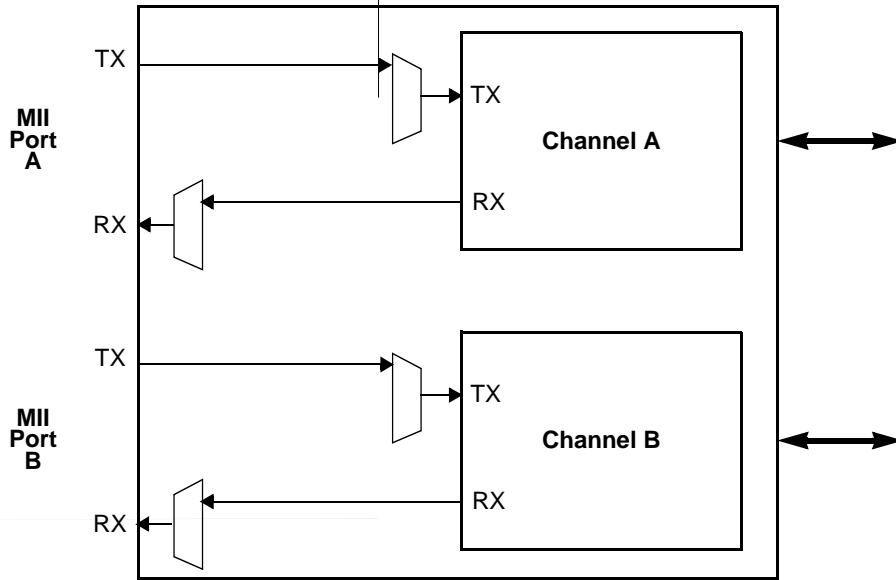 TX
MII
Port
A
TX
Channel A
RX
RX
TX
MII
Port
B
TX
Channel B
RX
RX